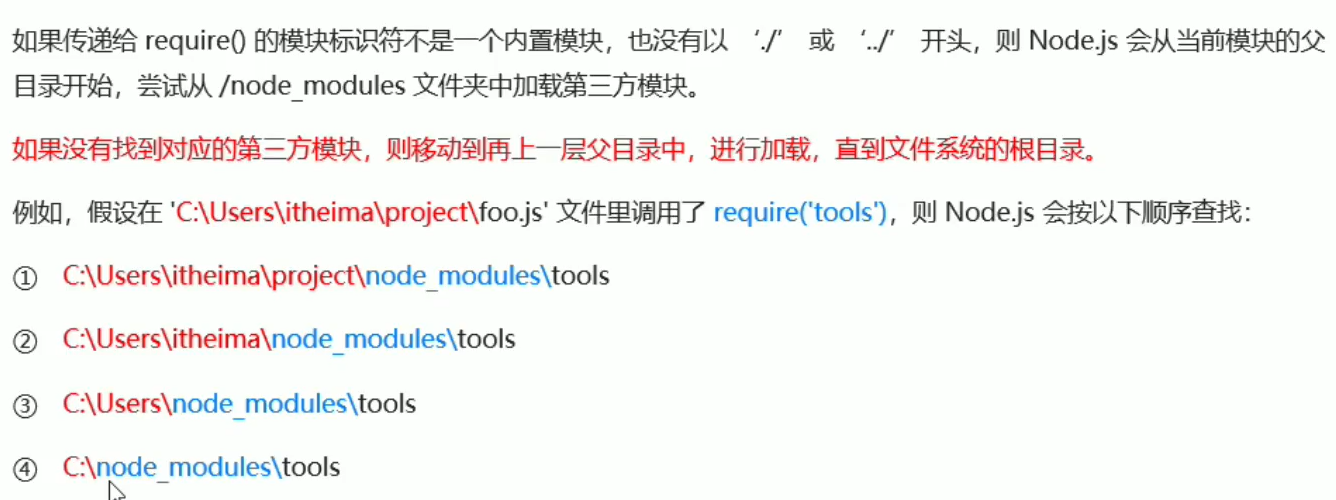 如果传递给 require() 的模块标识符不是一个内置模块，也没有以 ‘./’ 或 ‘../’ 开头，则 Node.js 会从当前模块的父
目录开始，尝试从 /node_modules 文件夹中加载第三方模块。
如果没有找到对应的第三方模块，则移动到再上一层父目录中，进行加载，直到文件系统的根目录。
例如，假设在 'C:\Users\itheima\project\foo.js' 文件里调用了 require('tools')，则 Node.js 会按以下顺序查找：
① C:\Users\itheima\project\node_modules\tools
② C:\Users\itheima\node_modules\tools
③ C:\Users\node_modules\tools
④ C:\node_modules\tools